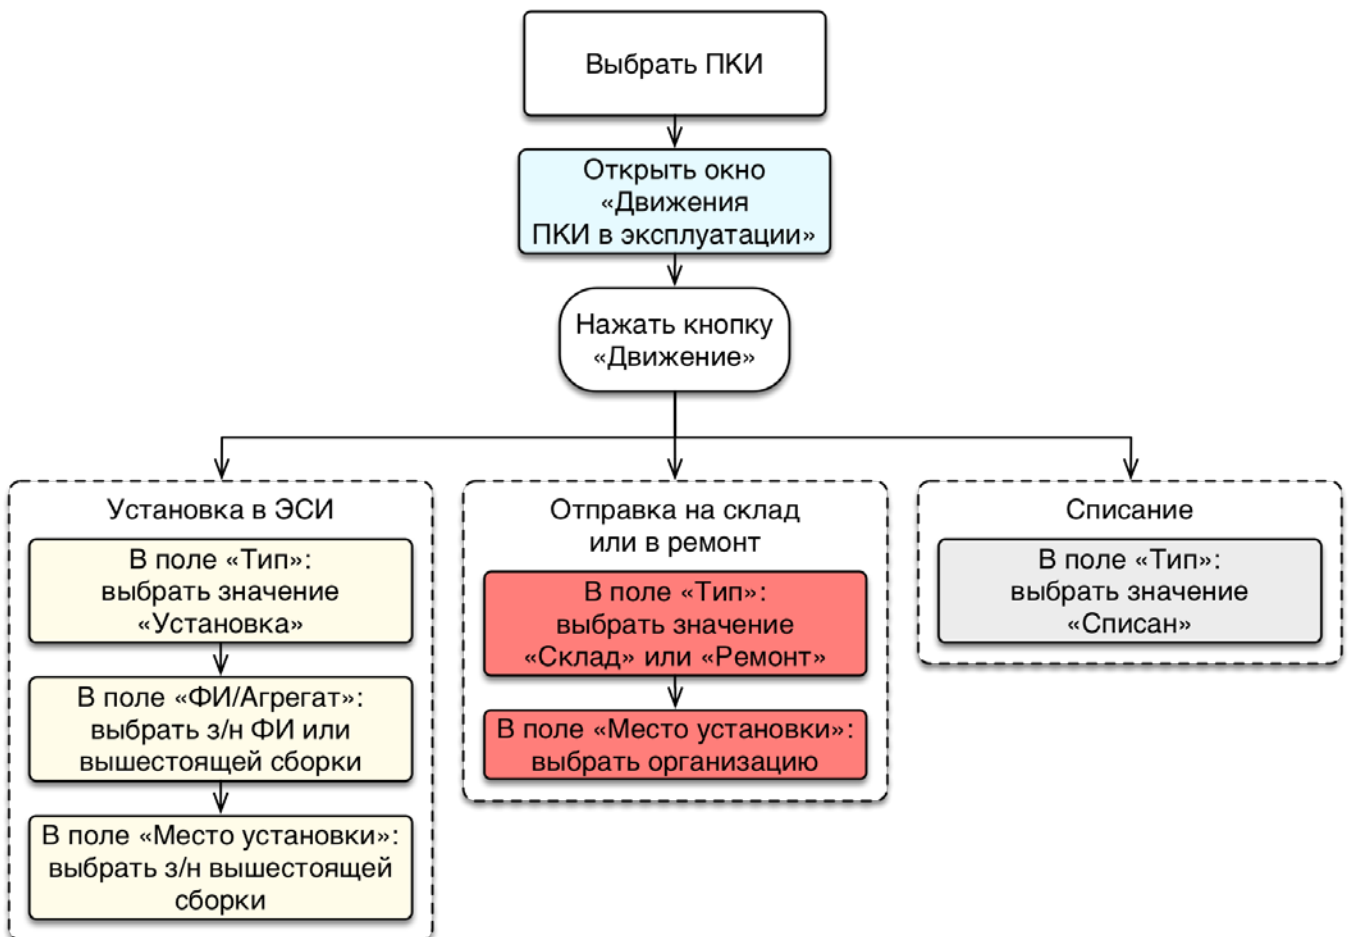 Выбрать ПКИ
Открыть окно
«Движения
ПКИ в эксплуатации»
Нажать кнопку
«Движение»
Установка в ЭСИ
В поле «Тип»:
выбрать значение
«Установка»
В поле «ФИ/Агрегат»:
выбрать з/н ФИ или
вышестоящей сборки
В поле «Место установки»:
выбрать з/н вышестоящей
сборки
Отправка на склад
или в ремонт
В поле «Тип»:
выбрать значение
«Склад» или «Ремонт»
В поле «Место установки»:
выбрать организацию
Списание
В поле «Тип»:
выбрать значение
«Списан»